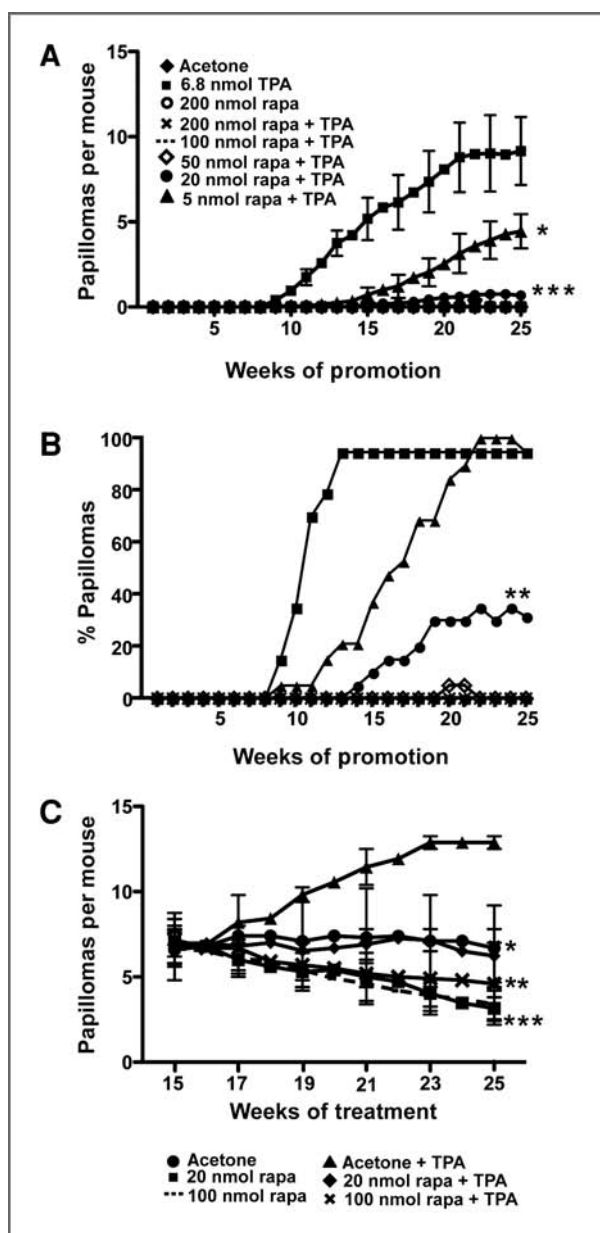 A
15
10
5
0
Papillomas per mouse
Acetone
6.8 nmol TPA
200 nmol rapa
200 nmol rapa + TPA
100 nmol rapa + TPA
50 nmol rapa + TPA
20 nmol rapa + TPA
5 nmol rapa + TPA
*
***
5 10 15 20 25
Weeks of promotion
B
100
80
60
40
20
0
% Papillomas
**
5 10 15 20 25
Weeks of promotion
C
15
10
5
0
Papillomas per mouse
*
**
***
15 17 19 21 23 25
Weeks of treatment
Acetone Acetone + TPA
20 nmol rapa 20 nmol rapa + TPA
100 nmol rapa 100 nmol rapa + TPA